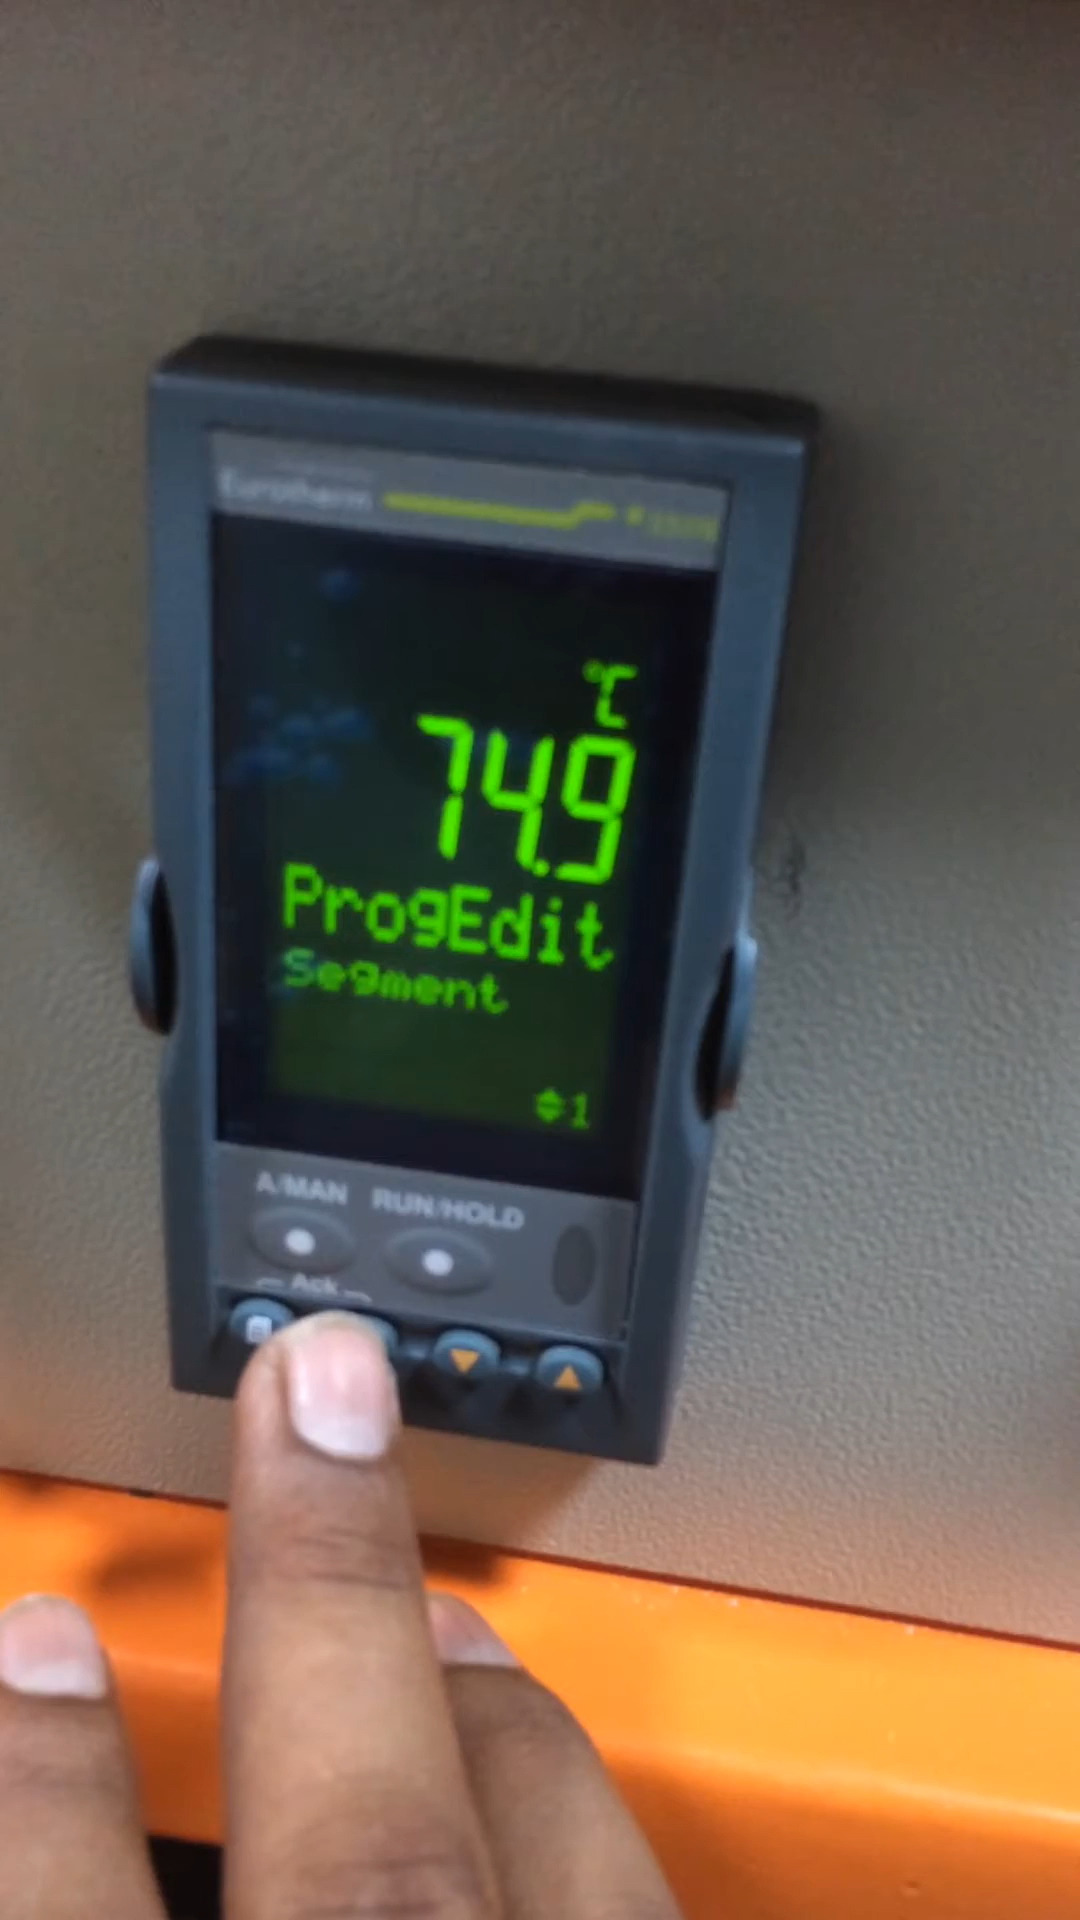 Eurotherm
°C
74.9
ProgEdit
Segment
1
A/MAN RUN/HOLD
Ack